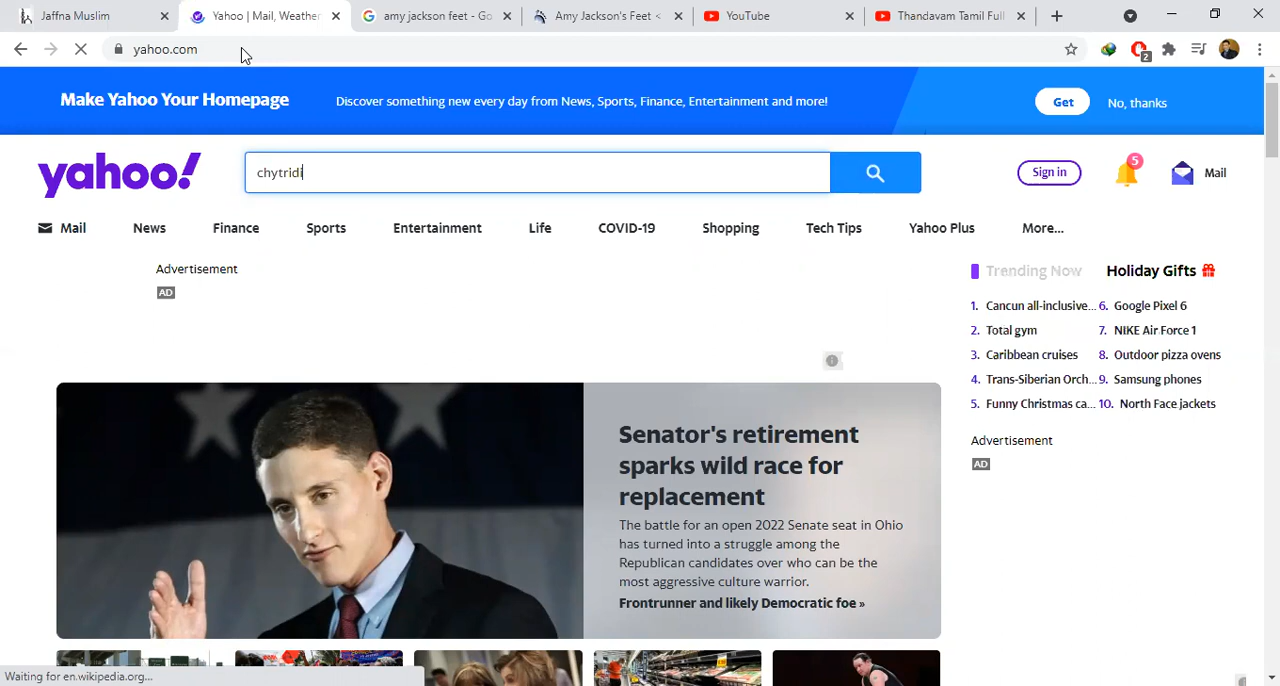 Jaffna Muslim
Yahoo | Mail, Weather
amy jackson feet - Go
Amy Jackson's Feet <
YouTube
Thandavam Tamil Full
yahoo.com
2
Make Yahoo Your Homepage
Discover something new every day from News, Sports, Finance, Entertainment and more!
Get
No, thanks
yahoo!
chytridi
Sign in
5
Mail
Mail
News
Finance
Sports
Entertainment
Life
COVID-19
Shopping
Tech Tips
Yahoo Plus
More...
Advertisement
AD
Trending Now
Holiday Gifts
1. Cancun all-inclusive...
2. Total gym
3. Caribbean cruises
4. Trans-Siberian Orch...
5. Funny Christmas ca...
6. Google Pixel 6
7. NIKE Air Force 1
8. Outdoor pizza ovens
9. Samsung phones
10. North Face jackets
Advertisement
AD
Senator's retirement
sparks wild race for
replacement
The battle for an open 2022 Senate seat in Ohio
has turned into a struggle among the
Republican candidates over who can be the
most aggressive culture warrior.
Frontrunner and likely Democratic foe »
Waiting for en.wikipedia.org...